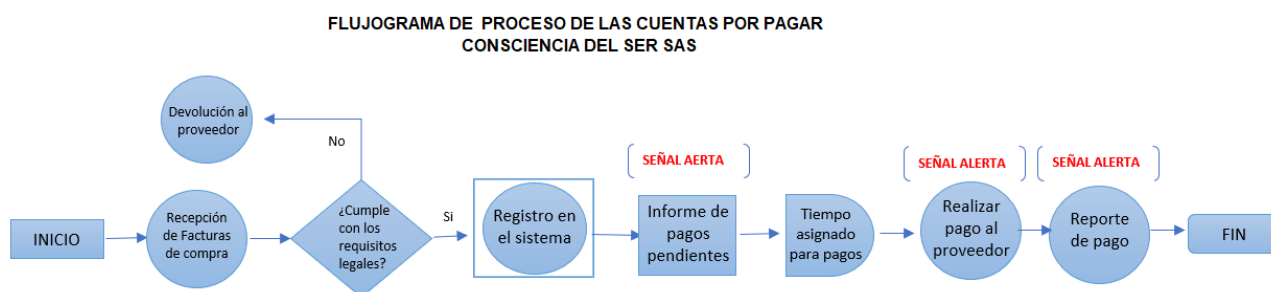 FLUJOGRAMA DE PROCESO DE LAS CUENTAS POR PAGAR
CONSCIENCIA DEL SER SAS
Devolución al
proveedor
No
INICIO
Recepción
de Facturas
de compra
¿Cumple
con los
requisitos
legales?
Si
Registro en
el sistema
SEÑAL AERTA
Informe de
pagos
pendientes
Tiempo
asignado
para pagos
SEÑAL ALERTA
Realizar
pago al
proveedor
SEÑAL ALERTA
Reporte
de pago
FIN